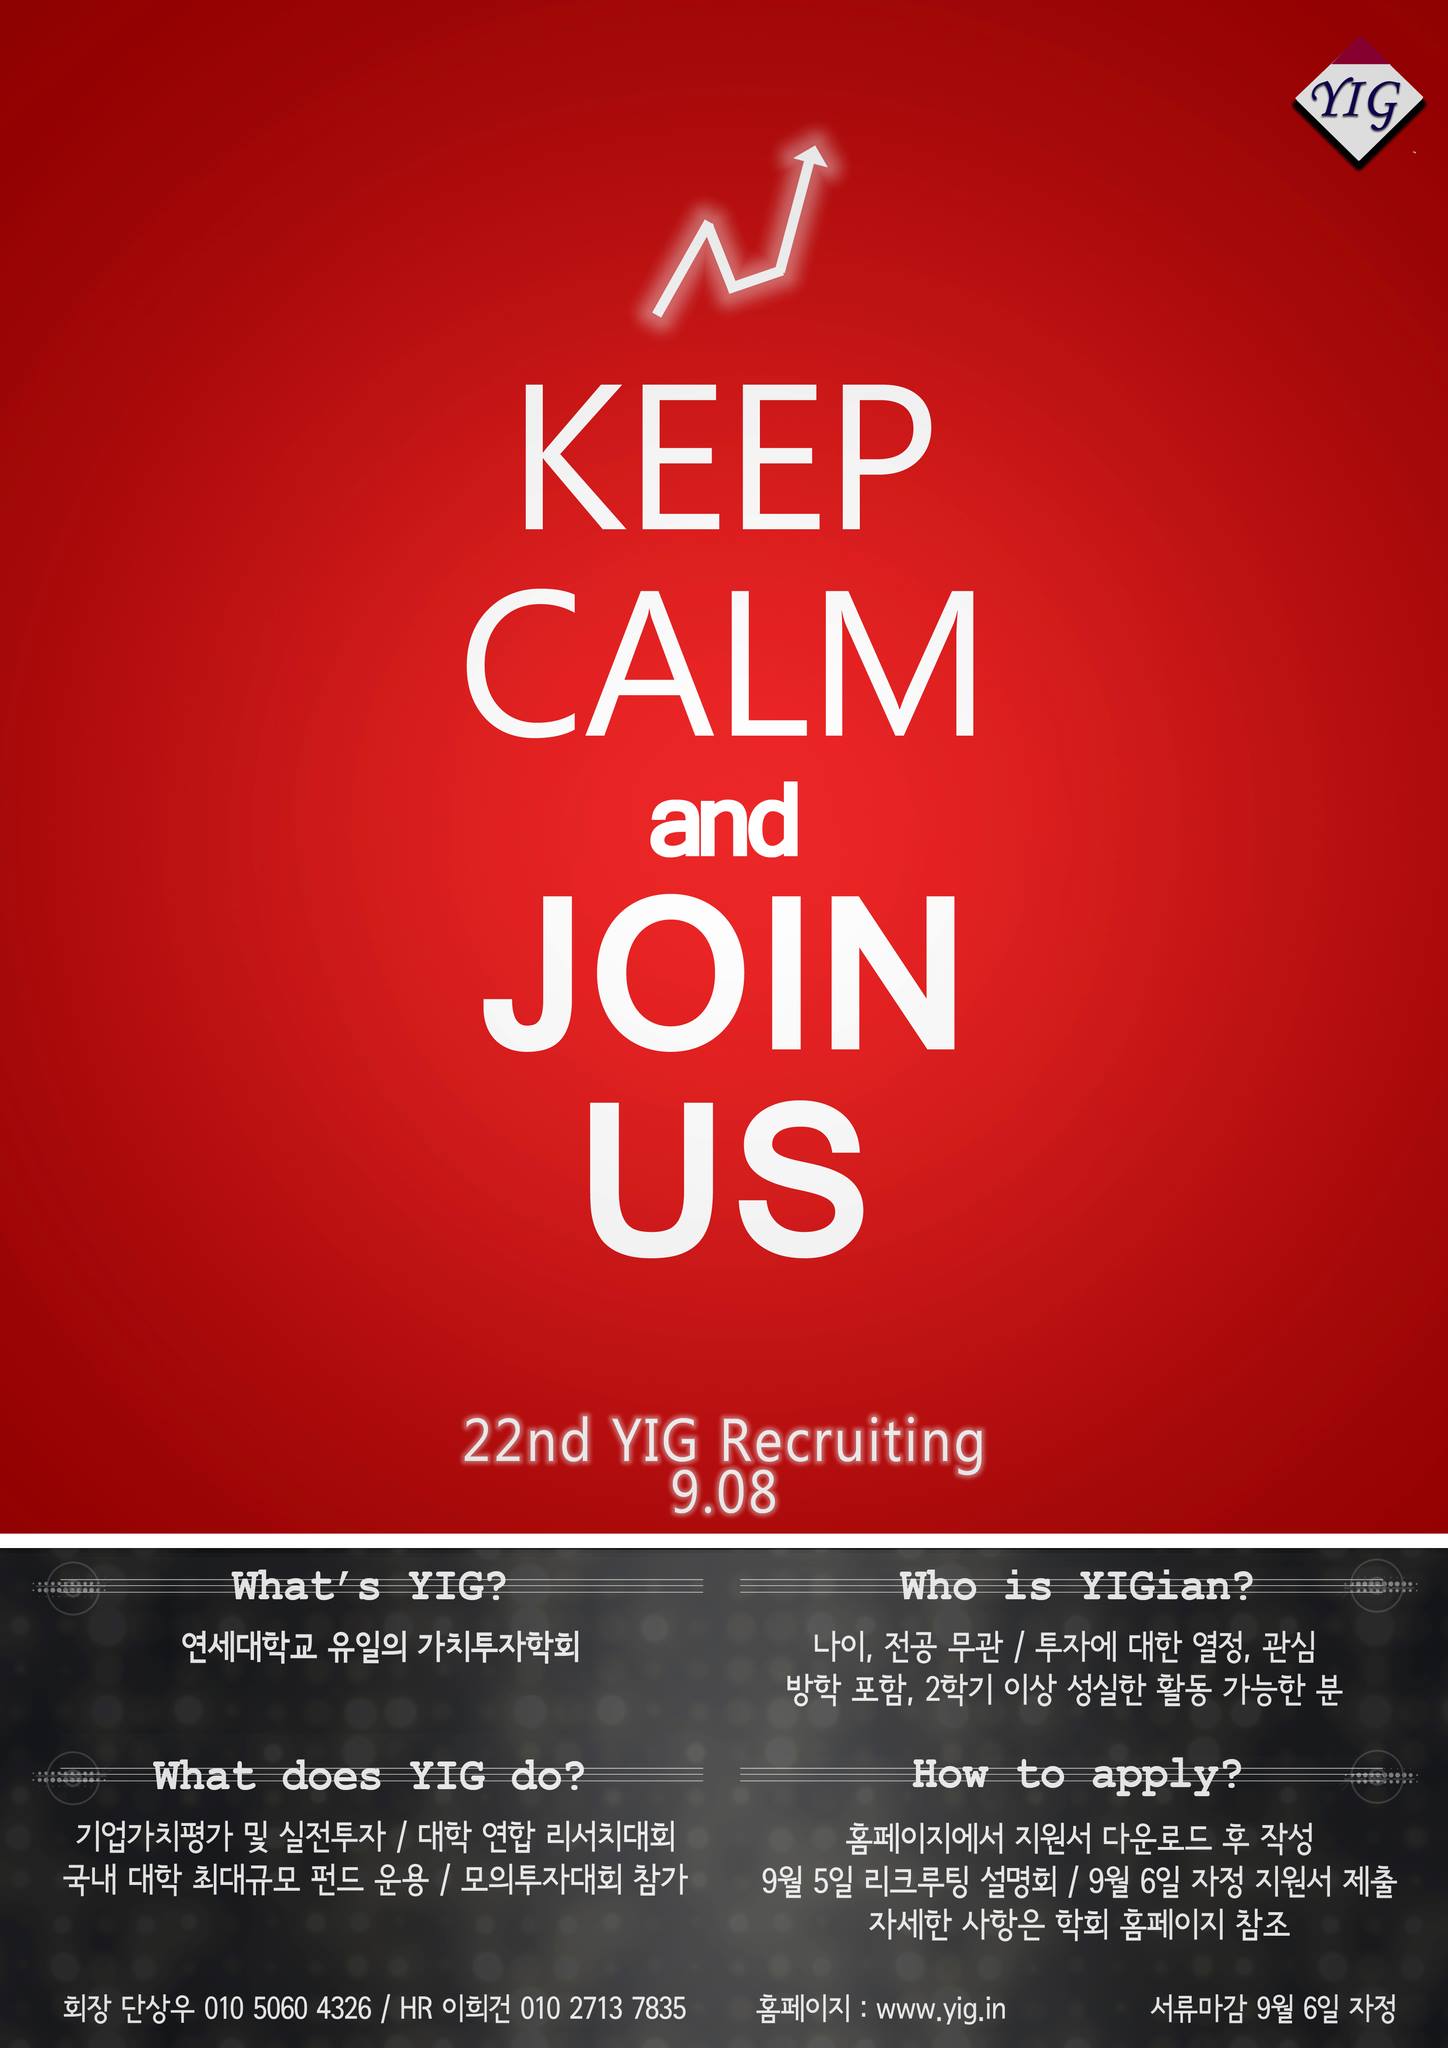 YIG
KEEP
CALM
and
JOIN
US
22nd YIG Recruiting
9.08
What's YIG?
연세대학교 유일의 가치투자학회
Who is YIGian?
나이, 전공 무관 / 투자에 대한 열정, 관심
방학 포함, 2학기 이상 성실한 활동 가능한 분
What does YIG do?
기업가치평가 및 실전투자 / 대학 연합 리서치대회
국내 대학 최대규모 펀드 운용 / 모의투자대회 참가
How to apply?
홈페이지에서 지원서 다운로드 후 작성
9월 5일 리크루팅 설명회 / 9월 6일 자정 지원서 제출
자세한 사항은 학회 홈페이지 참조
회장 단상우 010 5060 4326 / HR 이희건 010 2713 7835
홈페이지 : www.yig.in
서류마감 9월 6일 자정